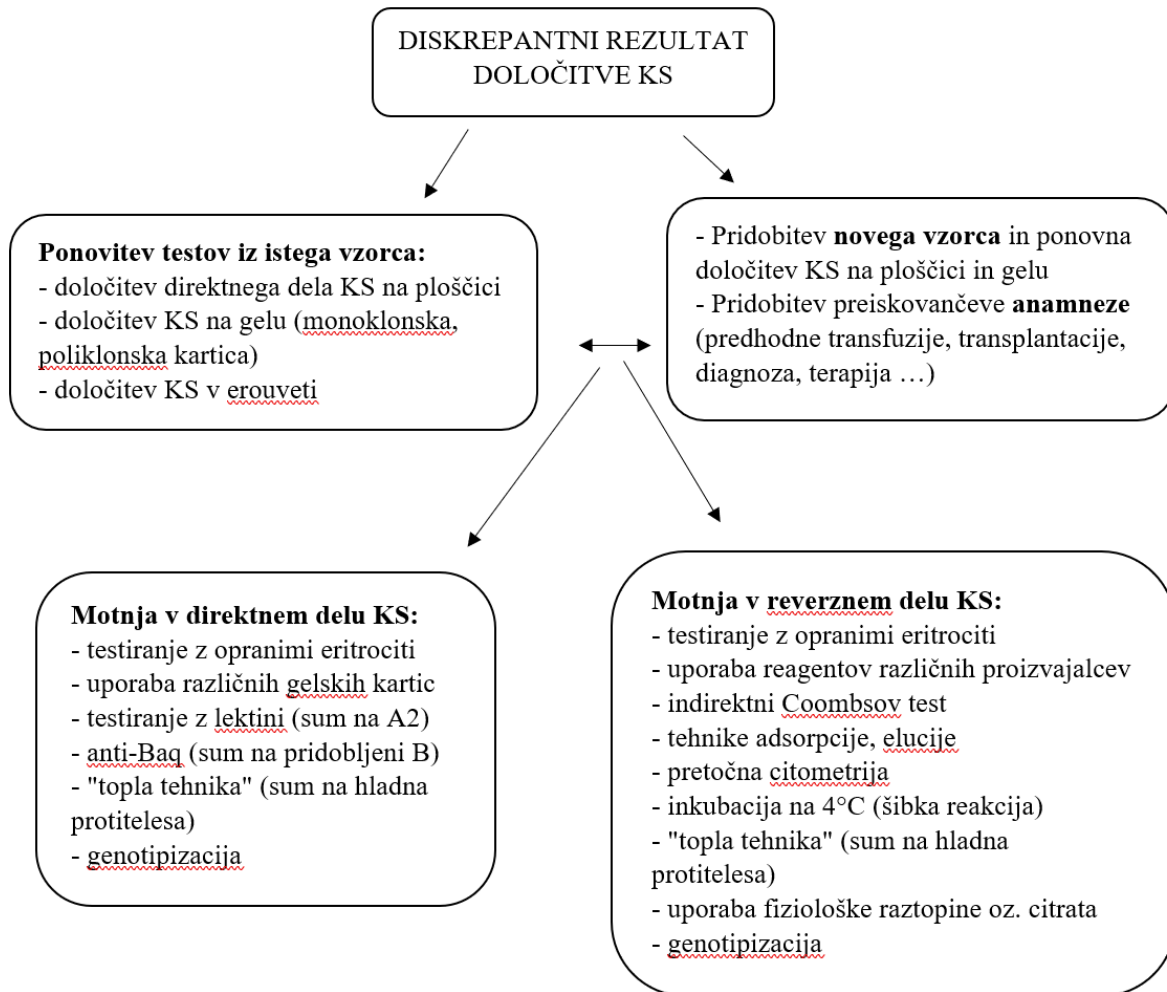 DISKREPANTNI REZULTAT
DOLOČITVE KS
Ponovitev testov iz istega vzorca:
- določitev direktnega dela KS na ploščici
- določitev KS na gelu (monoklonska,
poliklonska kartica)
- določitev KS v erouveti
- Pridobitev novega vzorca in ponovna
določitev KS na ploščici in gelu
- Pridobitev preiskovančeve anamneze
(predhodne transfuzije, transplantacije,
diagnoza, terapija …)
Motnja v direktnem delu KS:
- testiranje z opranimi eritrociti
- uporaba različnih gelskih kartic
- testiranje z lektini (sum na A2)
- anti-Baq (sum na pridobljeni B)
- "topla tehnika" (sum na hladna
protitelesa)
- genotipizacija
Motnja v reverznem delu KS:
- testiranje z opranimi eritrociti
- uporaba reagentov različnih proizvajalcev
- indirektni Coombsov test
- tehnike adsorpcije, elucije
- pretočna citometrija
- inkubacija na 4°C (šibka reakcija)
- "topla tehnika" (sum na hladna
protitelesa)
- uporaba fiziološke raztopine oz. citrata
- genotipizacija